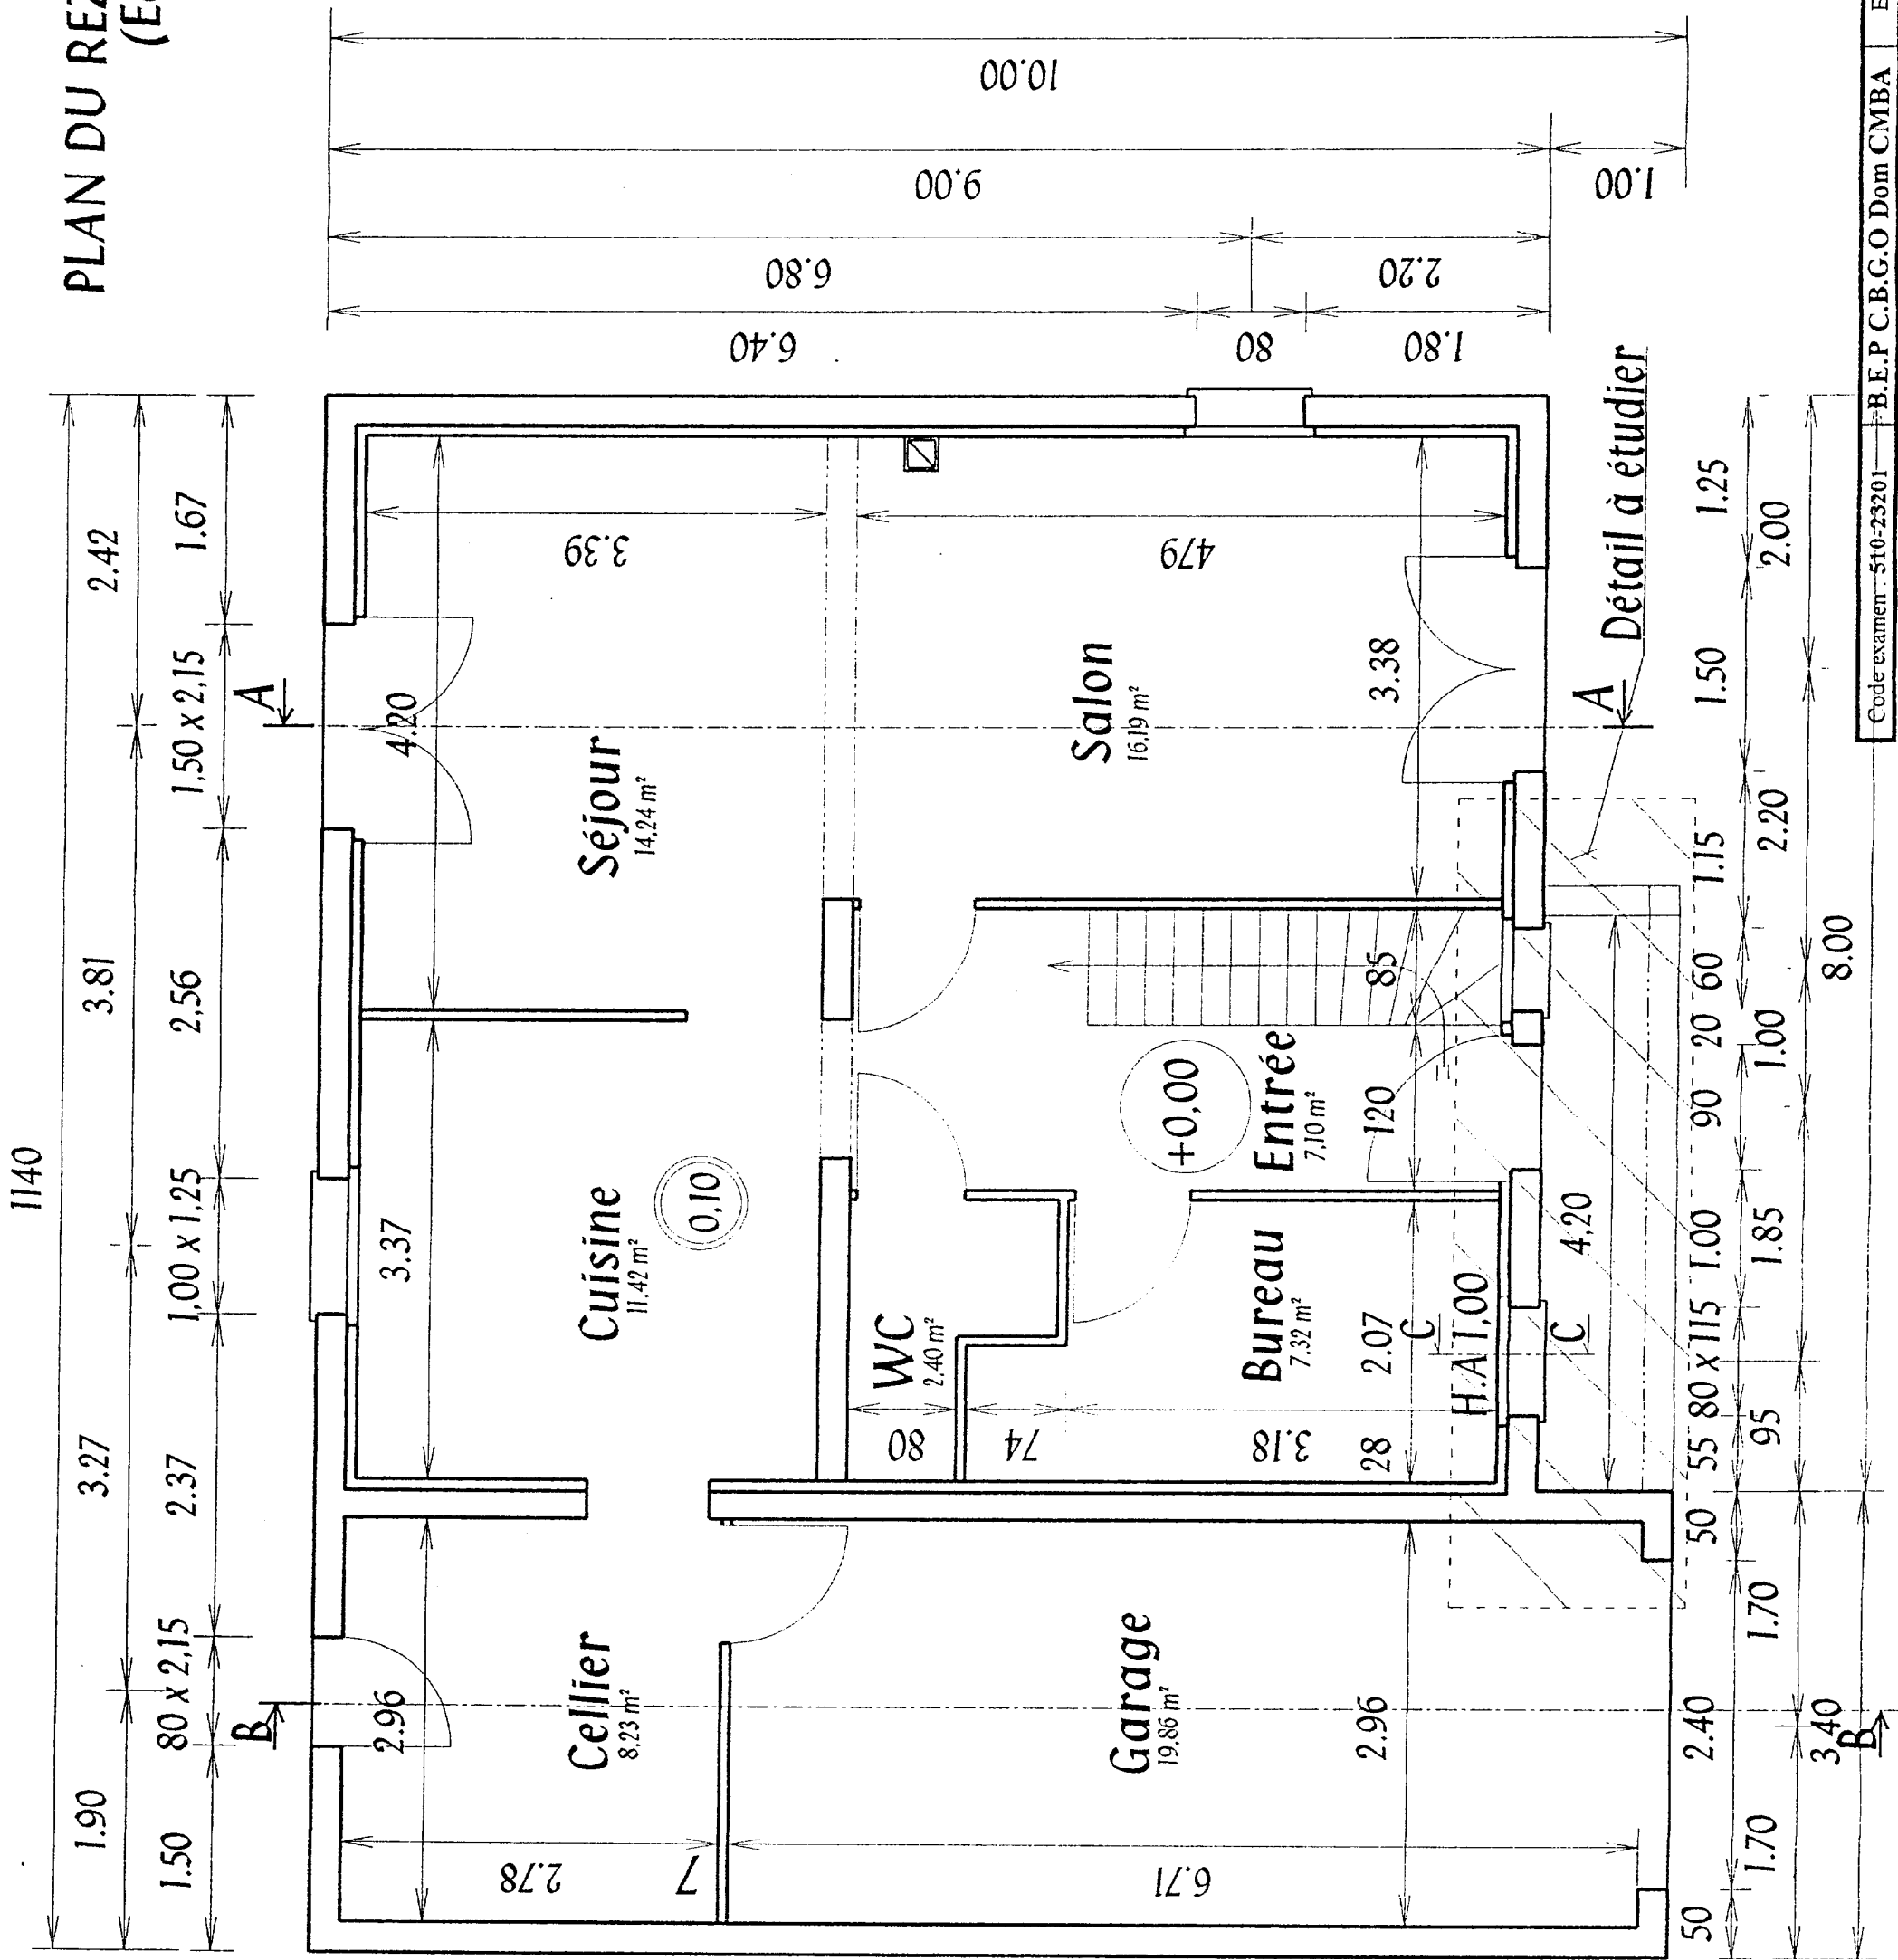 PLAN DU REZ
(E
1140
1.90
3.27
3.81
2.42
1.50
80 x 2,15
2.37
1,00 x 1,25
2,56
1,50 x 2,15
1.67
B
A
2.96
3.37
4.20
Celier
8,23 m²
Cuisine
11.42 m²
0,10
Séjour
14,24 m²
2.78
7
6.71
3.39
479
WC
2.40 m²
80
74
3.18
28
Garage
19.86 m²
2.96
Bureau
7.32 m²
2.07
Entrée
7,10 m²
+0,00
120
85
Salon
16,19 m²
3.38
H.A 1,00
C
C
4,20
A
B
Détail à étudier
50
2.40
50
55
80 x 115
1.00
90
20
60
1.15
1.50
1.25
1.70
1.70
95
1.85
1.00
2.20
2.00
3.40
8.00
6.40
80
1.80
6.80
2.20
9.00
1.00
10.00
Code examen : 510-23201
B.E.P C.B.G.O Dom CMBA
E